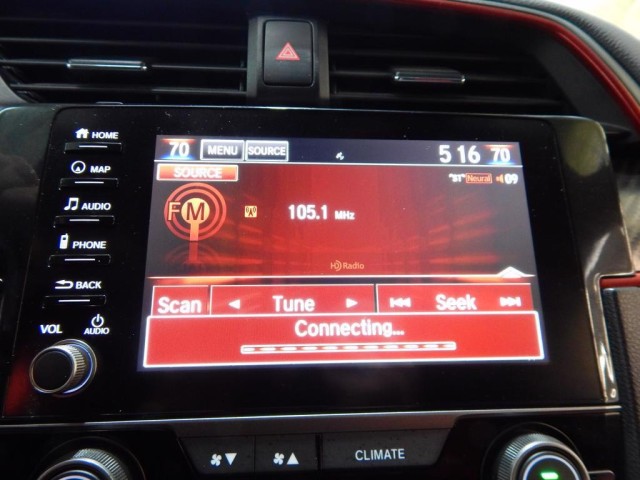 HOME
MAP
AUDIO
PHONE
BACK
VOL
AUDIO
70 MENU SOURCE 5 16 70
SOURCE
"ST" Neural 09
FM 105.1 MHz
HD Radio
Scan Tune Seek
Connecting...
CLIMATE